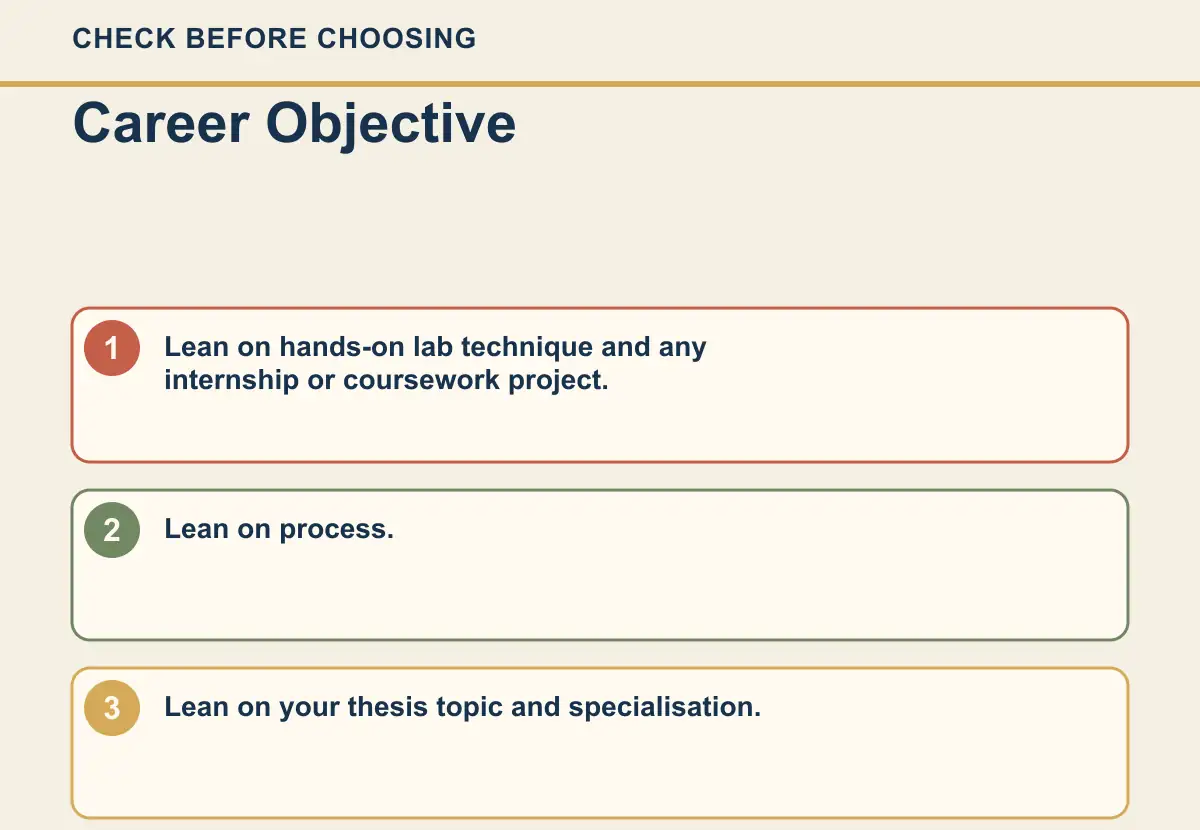 CHECK BEFORE CHOOSING
Career Objective
1
Lean on hands-on lab technique and any
internship or coursework project.
2
Lean on process.
3
Lean on your thesis topic and specialisation.